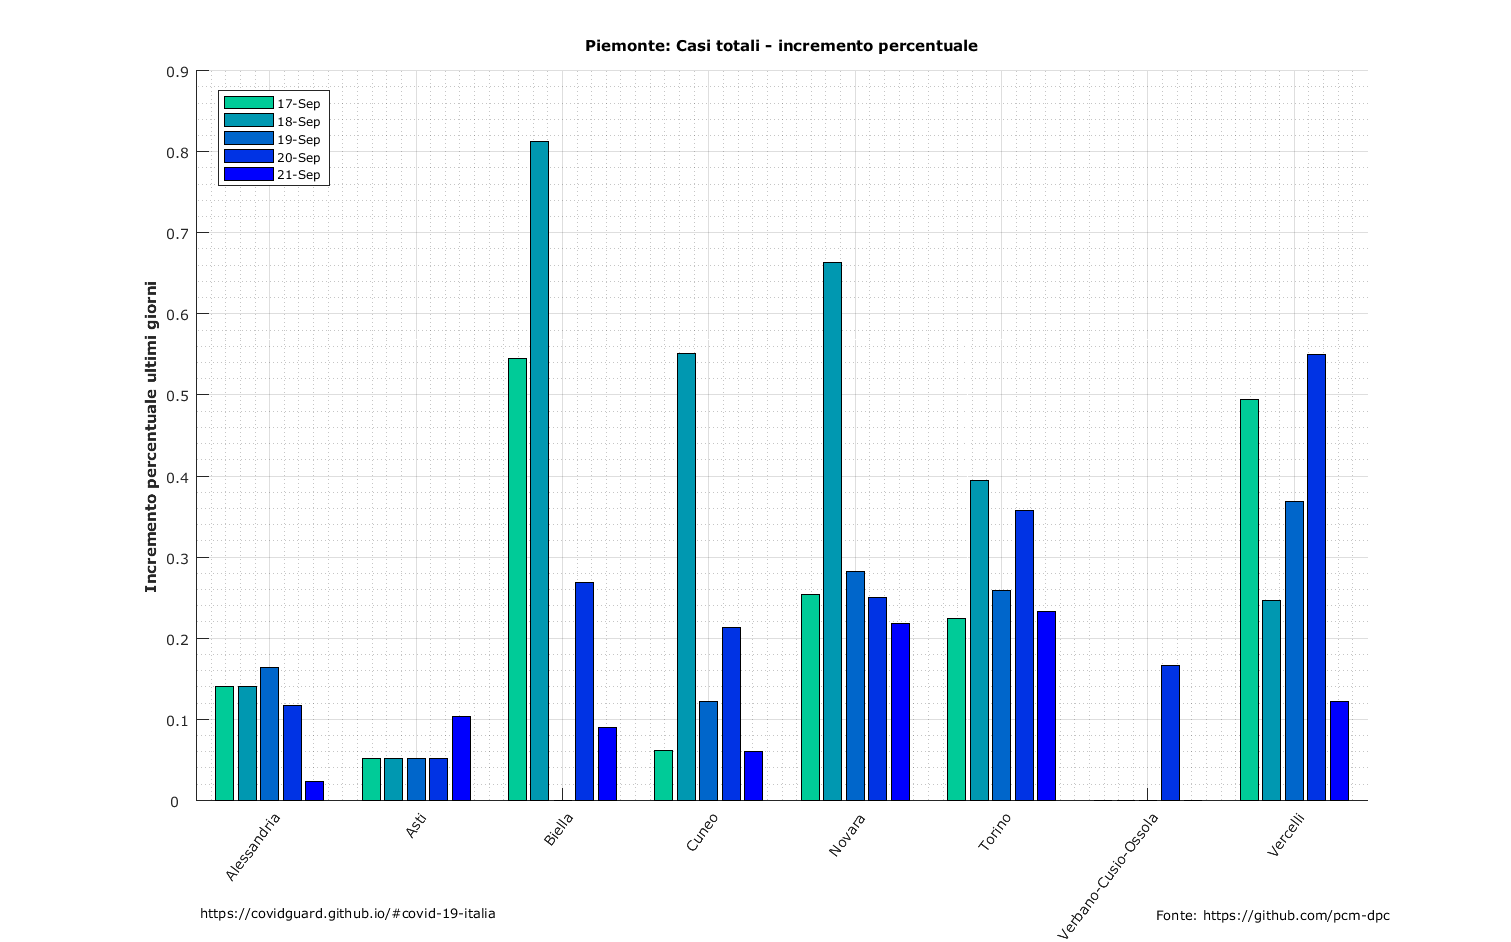 Piemonte: Casi totali - incremento percentuale
0.9
0.8
0.7
0.6
0.5
0.4
0.3
0.2
0.1
0
Incremento percentuale ultimi giorni
17-Sep
18-Sep
19-Sep
20-Sep
21-Sep
Alessandria
Asti
Biella
Cuneo
Novara
Torino
Verbano-Cusio-Ossola
Vercelli
https://covidguard.github.io/#covid-19-italia
Fonte: https://github.com/pcm-dpc